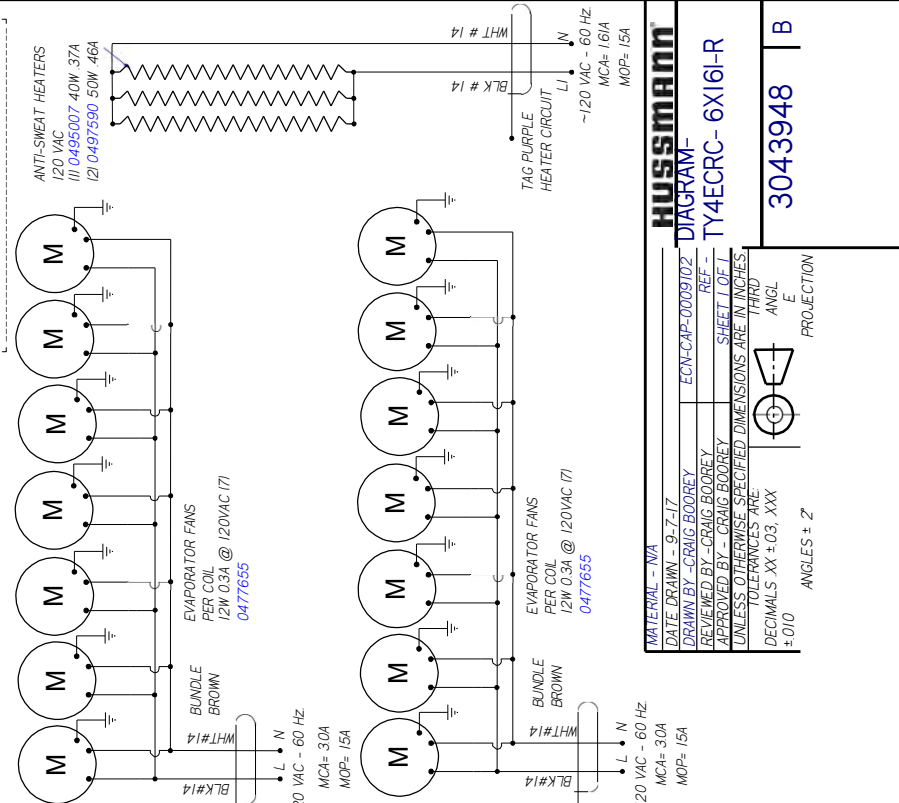 ANTI-SWEAT HEATERS
120 VAC
(1) 0495007 40W .37A
(2) 0497590 50W .46A
WHT # 14
BLK # 14
N
L1
~120 VAC - 60 Hz.
MCA= 1.61A
MOP= 15A
TAG PURPLE
HEATER CIRCUIT
M
M
M
M
M
M
M
EVAPORATOR FANS
PER COIL
12W 0.3A @ 120VAC (7)
0477655
BUNDLE
BROWN
WHT#14
BLK#14
N
L
20 VAC - 60 Hz.
MCA= 3.0A
MOP= 15A
M
M
M
M
M
M
M
EVAPORATOR FANS
PER COIL
12W 0.3A @ 120VAC (7)
0477655
BUNDLE
BROWN
WHT#14
BLK#14
N
L
120 VAC - 60 Hz.
MCA= 3.0A
MOP= 15A
HUSSMANN
DIAGRAM-
TY4ECRC- 6X161-R
3043948
B
MATERIAL - N/A
DATE DRAWN - 9-7-17
DRAWN BY -CRAIG BOOREY
ECN-CAP-0009102
REVIEWED BY -CRAIG BOOREY
REF -
APPROVED BY - CRAIG BOOREY
SHEET 1 OF 1
UNLESS OTHERWISE SPECIFIED DIMENSIONS ARE IN INCHES
TOLERANCES ARE:
DECIMALS .XX ±.03, .XXX
±.010
ANGLES ± 2°
THIRD
ANGL
E
PROJECTION